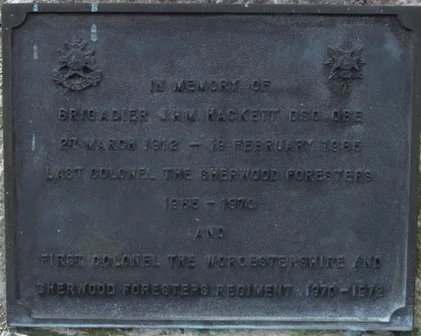 IN MEMORY OF
BRIGADIER J.H.M. HACKETT DSO. OBE
27 MARCH 1912 - 19 FEBRUARY 1985
LAST COLONEL THE SHERWOOD FORESTERS
1965 - 1970
AND
FIRST COLONEL THE WORCESTERSHIRE AND
SHERWOOD FORESTERS REGIMENT 1970-1972